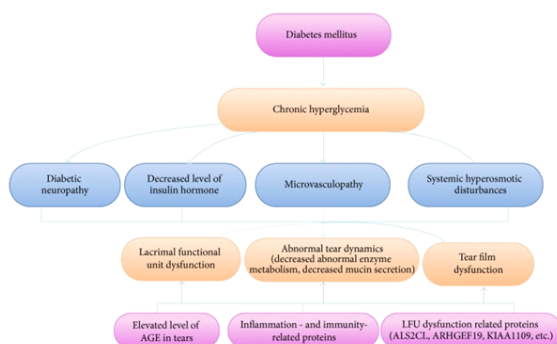 Diabetes mellitus
Chronic hyperglycemia
Diabetic
neuropathy
Decreased level of
insulin hormone
Microvasculopathy
Systemic hyperosmotic
disturbances
Lacrimal functional
unit dysfunction
Abnormal tear dynamics
(decreased abnormal enzyme
metabolism, decreased mucin secretion)
Tear film
dysfunction
Elevated level of
AGE in tears
Inflammation - and immunity-
related proteins
LFU dysfunction related proteins
(ALS2CL, ARHGEF19, KIAA1109, etc.)